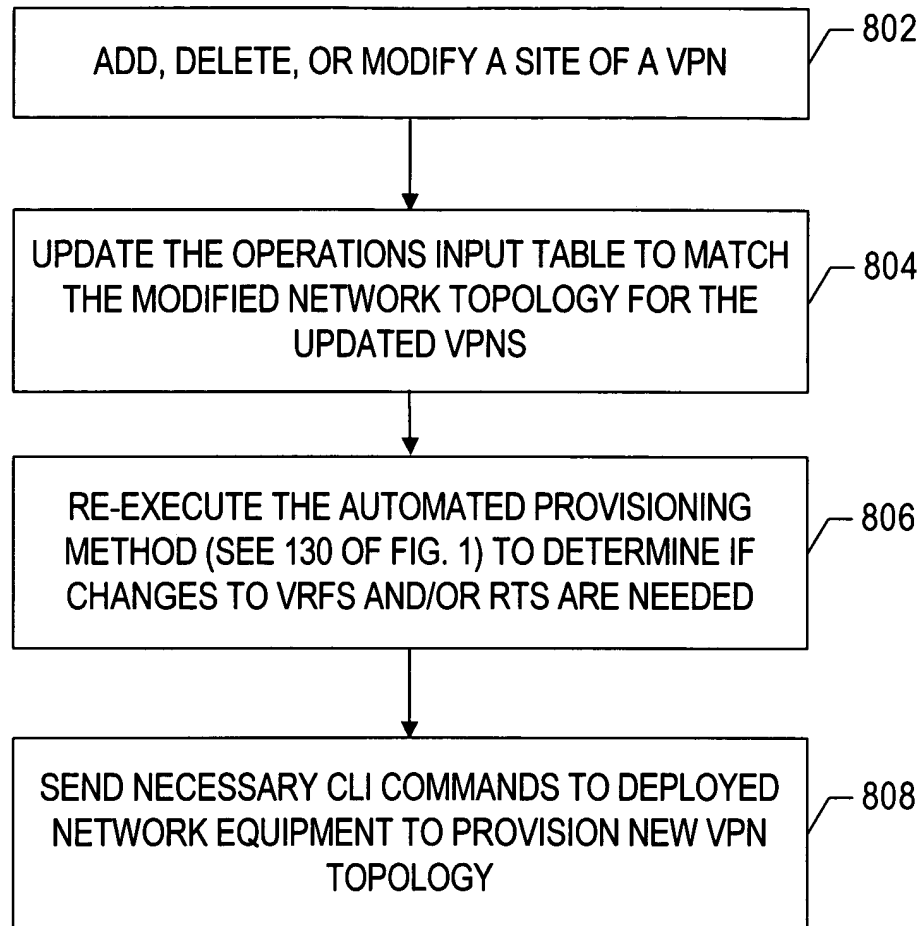 ADD, DELETE, OR MODIFY A SITE OF A VPN
802
UPDATE THE OPERATIONS INPUT TABLE TO MATCH
THE MODIFIED NETWORK TOPOLOGY FOR THE
UPDATED VPNS
804
RE-EXECUTE THE AUTOMATED PROVISIONING
METHOD (SEE 130 OF FIG. 1) TO DETERMINE IF
CHANGES TO VRFS AND/OR RTS ARE NEEDED
806
SEND NECESSARY CLI COMMANDS TO DEPLOYED
NETWORK EQUIPMENT TO PROVISION NEW VPN
TOPOLOGY
808